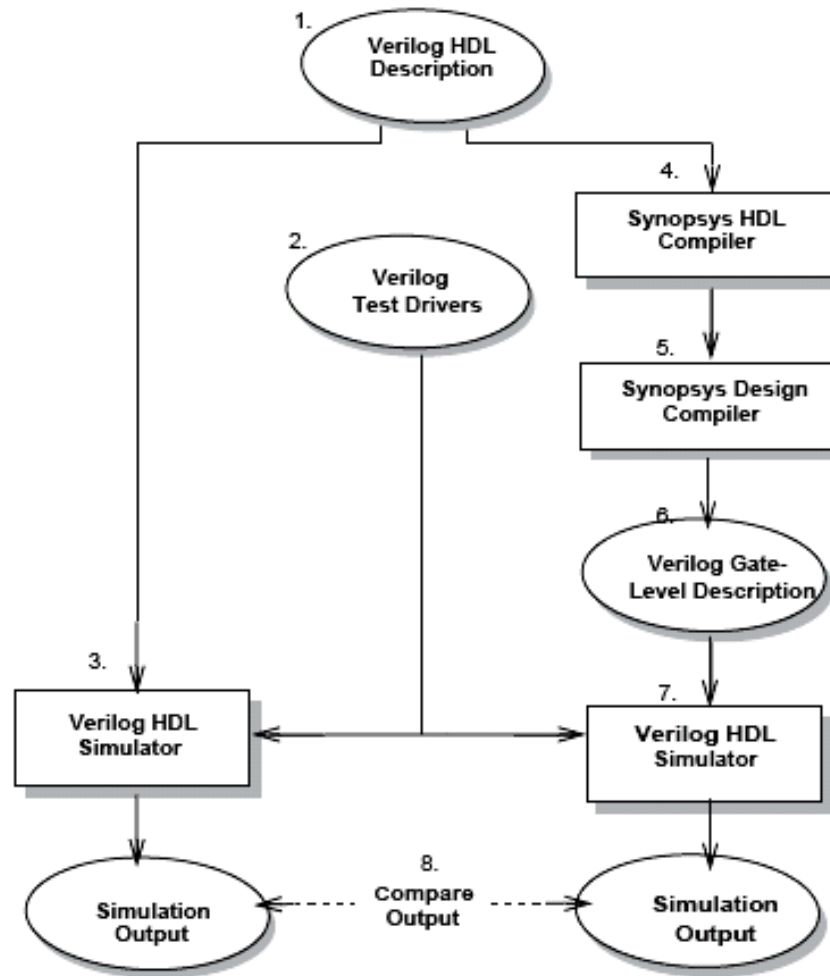 1.
Verilog HDL
Description
4.
Synopsys HDL
Compiler
2.
Verilog
Test Drivers
5.
Synopsys Design
Compiler
6.
Verilog Gate-
Level Description
3.
Verilog HDL
Simulator
7.
Verilog HDL
Simulator
8.
Compare
Output
Simulation
Output
Simulation
Output